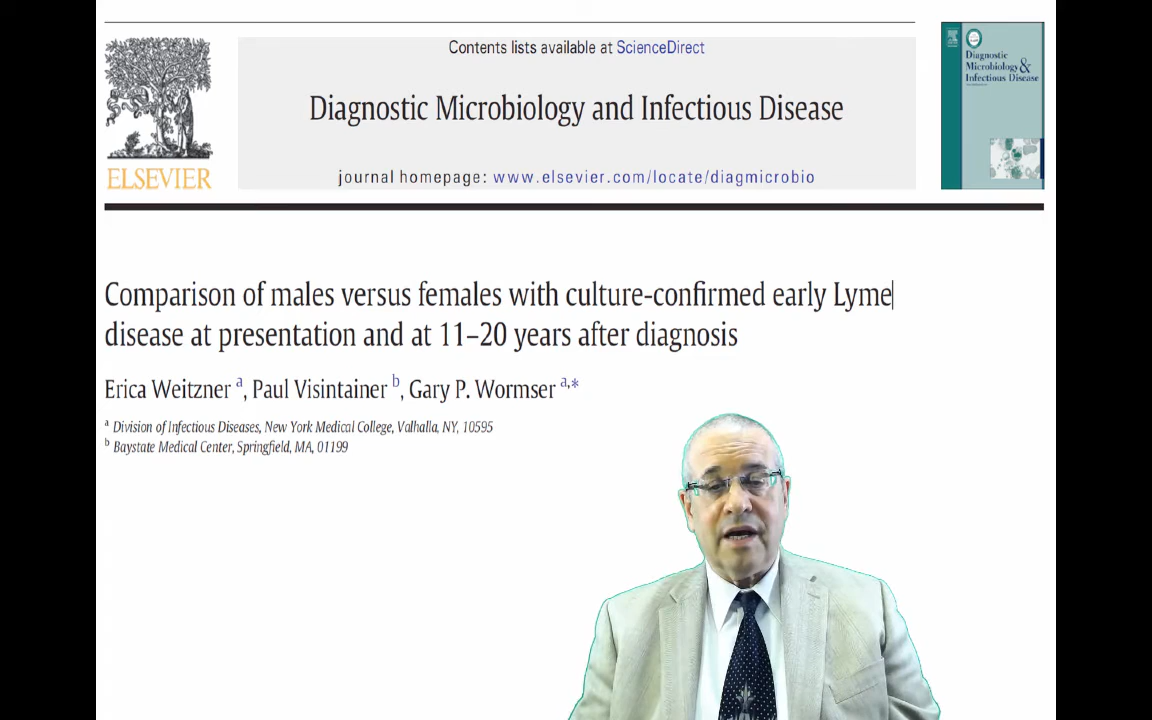 Contents lists available at ScienceDirect
Diagnostic Microbiology and Infectious Disease
journal homepage: www.elsevier.com/locate/diagmicrobio
ELSEVIER
Diagnostic
Microbiology &
Infectious Disease
Comparison of males versus females with culture-confirmed early Lyme
disease at presentation and at 11–20 years after diagnosis
Erica Weitzner a, Paul Visintainer b, Gary P. Wormser a,*
a Division of Infectious Diseases, New York Medical College, Valhalla, NY, 10595
b Baystate Medical Center, Springfield, MA, 01199